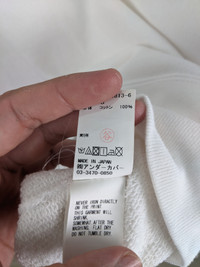 綿 コットン 100%
MADE IN JAPAN
㈱アンダーカバー
03-3470-6850
NEVER IRON DIRECTLY
ON THE PRINT
THIS GARMENT WILL
SHRINK
SOMEWHAT AFTER THE
WASHING. FLAT DRY
DO NOT TUMBLE DRY